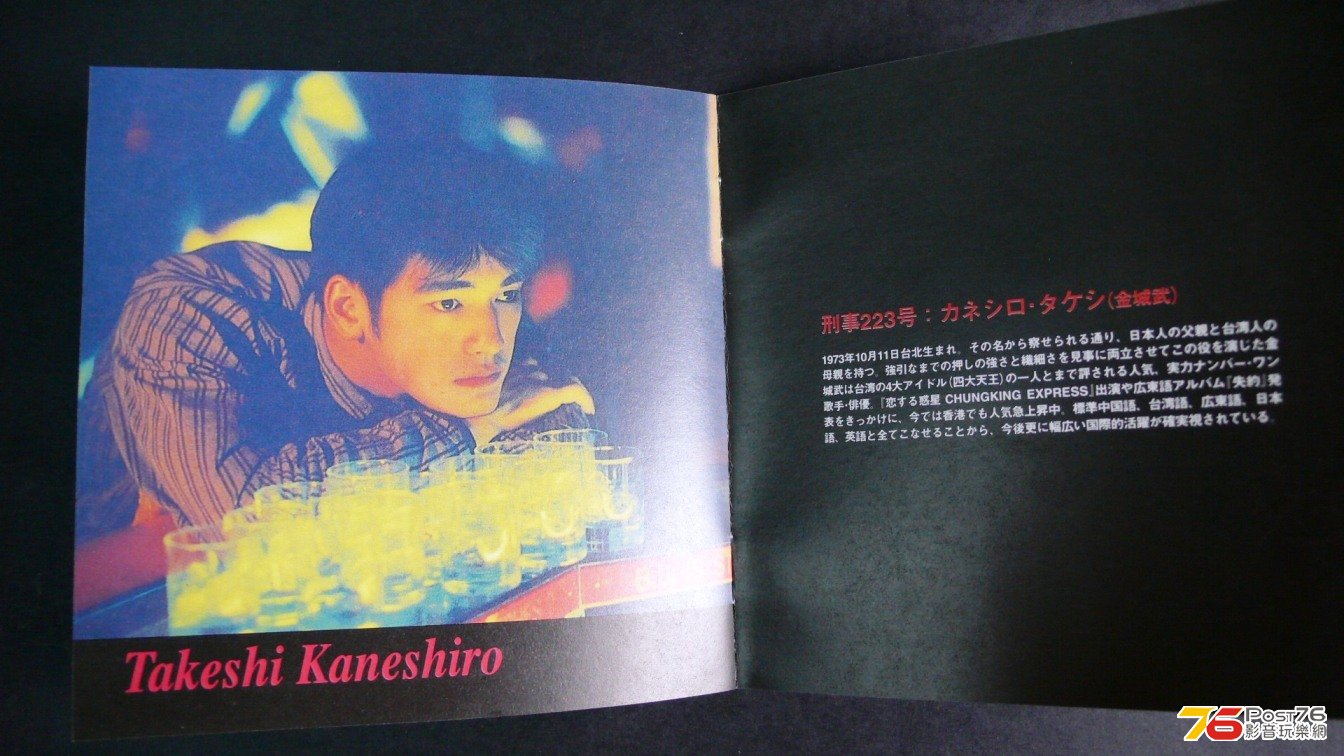 Takeshi Kaneshiro
刑事223号：カネシロ・タケシ(金城武)
1973年10月11日台北生まれ。その名から察せられる通り、日本人の父親と台湾人の
母親を持つ。強引なまでの押しの強さと繊細さを見事に両立させてこの役を演じた金
城武は台湾の4大アイドル(四大天王)の一人とまで評される人気、実力ナンバー・ワン
歌手・俳優。『恋する惑星 CHUNGKING EXPRESS』出演や広東語アルバム『失約』発
表をきっかけに、今では香港でも人気急上昇中。標準中国語、台湾語、広東語、日本
語、英語と全てこなせることから、今後更に幅広い国際的活躍が確実視されている。
76 Post76
影音玩樂網